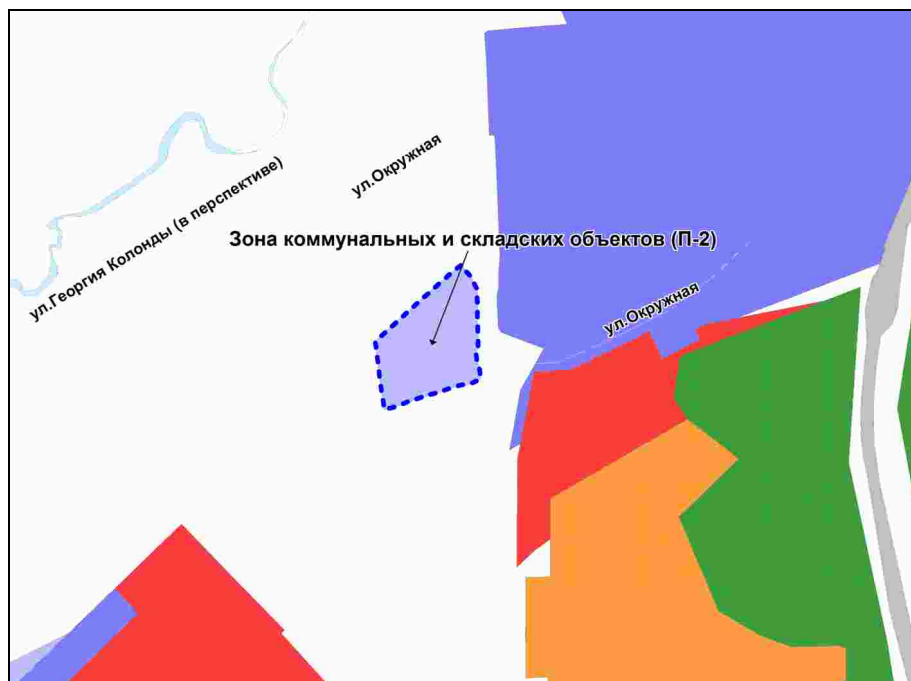 ул.Окружная
ул.Георгия Колонды (в перспективе)
Зона коммунальных и складских объектов (П-2)
ул.Окружная